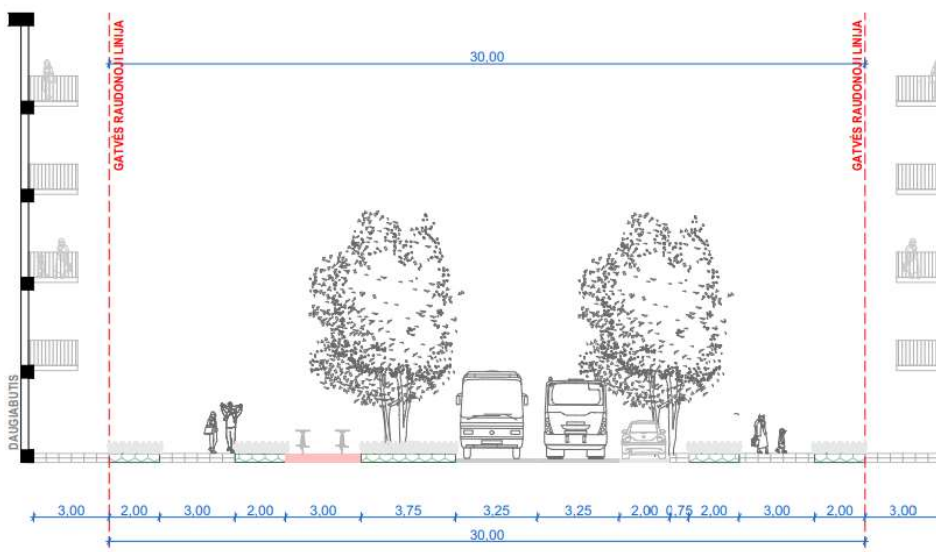 30,00
GATVĖS RAUDONOJI LINIJA
GATVĖS RAUDONOJI LINIJA
DAUGIABUTIS
3,00 2,00 3,00 2,00 3,00 3,75 3,25 3,25 2,00 0,75 2,00 3,00 2,00 3,00
30,00